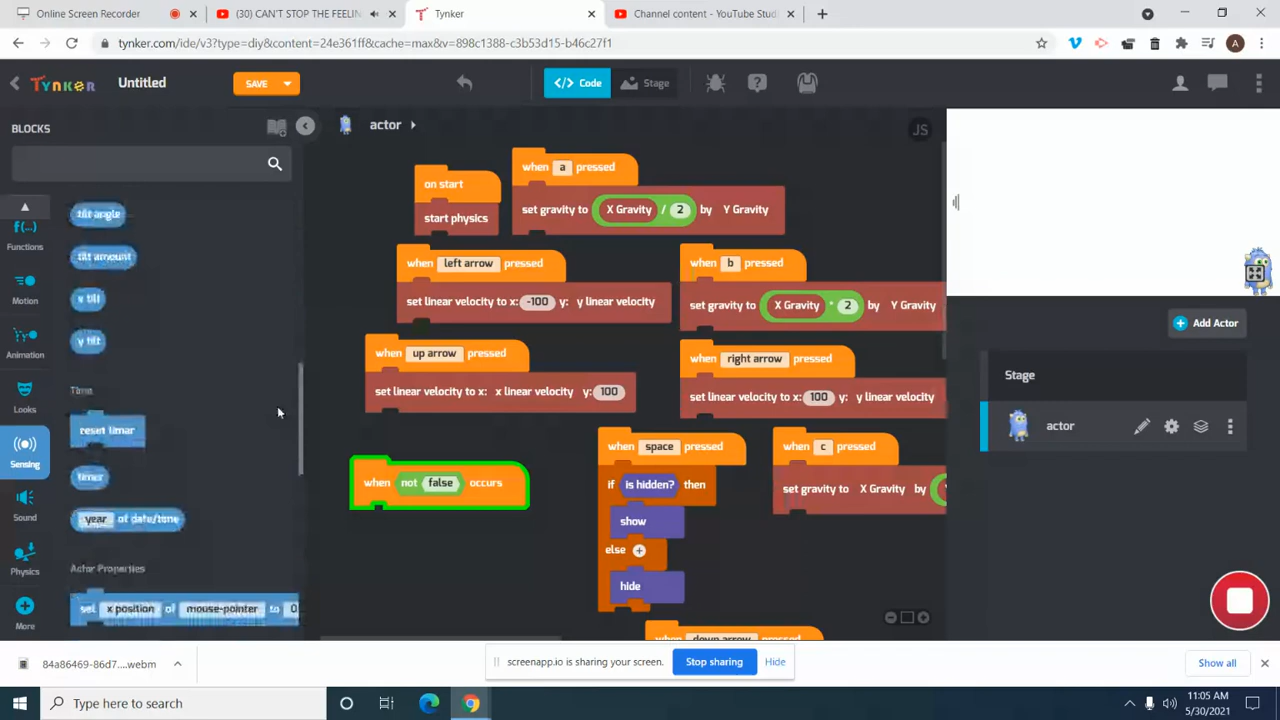 Online Screen Recorder
(30) CAN'T STOP THE FEELIN
Tynker
Channel content - YouTube Stud
tynker.com/ide/v3?type=diy&content=24e361ff&cache=max&v=898c1388-c3b53d15-b46c27f1
A
Tynker
Untitled
SAVE
</> Code
Stage
BLOCKS
actor
JS
tilt angle
tilt amount
x tilt
y tilt
Time
reset timer
timer
year of date/time
Actor Properties
set x position of mouse-pointer to 0
f(...)
Functions
Motion
Animation
Looks
Sensing
Sound
Physics
More
on start
start physics
when a pressed
set gravity to X Gravity / 2 by Y Gravity
when left arrow pressed
set linear velocity to x: -100 y: y linear velocity
when b pressed
set gravity to X Gravity * 2 by Y Gravity
when up arrow pressed
set linear velocity to x: x linear velocity y: 100
when right arrow pressed
set linear velocity to x: 100 y: y linear velocity
when not false occurs
when space pressed
if is hidden? then
show
else
hide
when c pressed
set gravity to X Gravity by
when down arrow pressed
Add Actor
Stage
actor
84a86469-86d7....webm
screenapp.io is sharing your screen.
Stop sharing
Hide
Show all
Type here to search
11:05 AM
5/30/2021